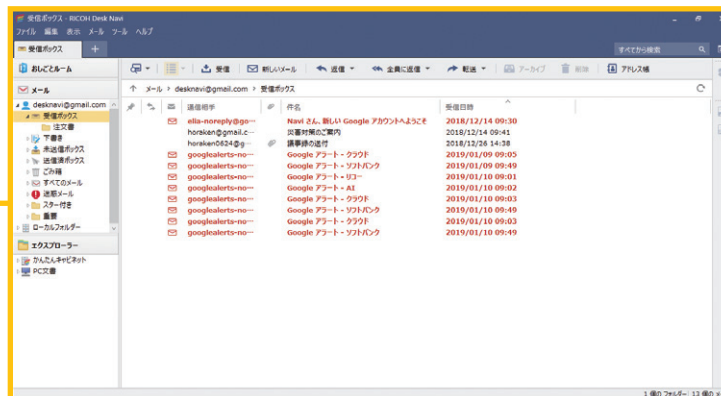 受信ボックス - RICOH Desk Navi
ファイル 編集 表示 メール ツール ヘルプ
受信ボックス +
すべてから検索
おしごとルーム
受信 新しいメール 返信 全員に返信 転送 アーカイブ 削除 アドレス帳
メール
メール › desknavi@gmail.com › 受信ボックス
desknavi@gmail.com
受信ボックス
注文書
下書き
未送信ボックス
送信済ボックス
ごみ箱
すべてのメール
迷惑メール
スター付き
重要
ローカルフォルダー
エクスプローラー
かんたんキャビネット
PC文書
送信相手 件名 受信日時
ella-noreply@go… Navi さん、新しい Google アカウントへようこそ 2018/12/14 09:30
horaken@gmail.c… 災害対策のご案内 2018/12/14 09:41
horaken0624@g… 議事録の送付 2018/12/26 14:38
googlealerts-no… Google アラート - クラウド 2019/01/09 09:05
googlealerts-no… Google アラート - ソフトバンク 2019/01/09 09:49
googlealerts-no… Google アラート - リコー 2019/01/10 09:01
googlealerts-no… Google アラート - AI 2019/01/10 09:02
googlealerts-no… Google アラート - クラウド 2019/01/10 09:03
googlealerts-no… Google アラート - ソフトバンク 2019/01/10 09:49
googlealerts-no… Google アラート - クラウド 2019/01/10 09:03
googlealerts-no… Google アラート - ソフトバンク 2019/01/10 09:49
1 個の フォルダー 13 個の